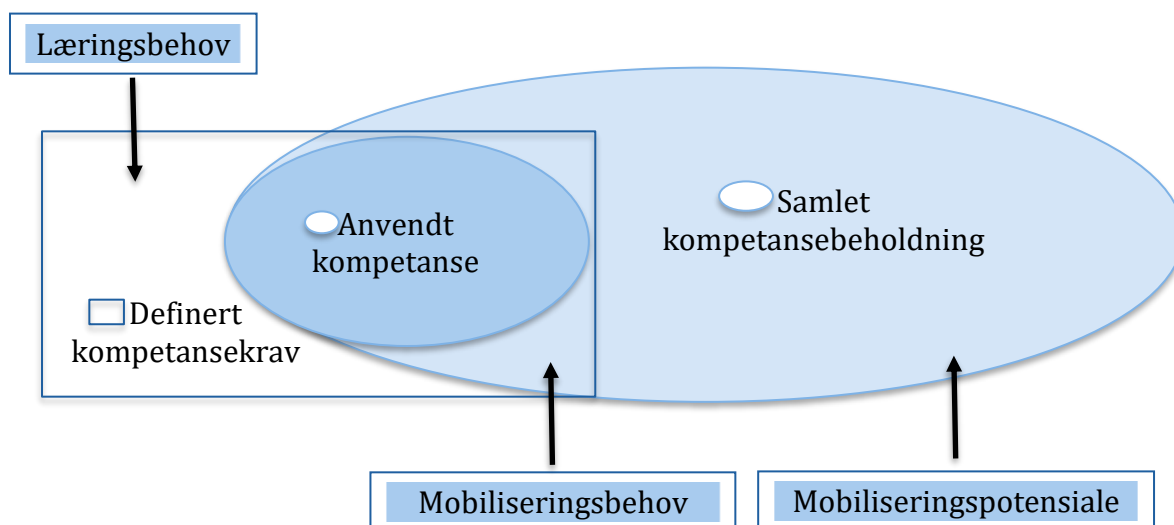 Læringsbehov
Anvendt
kompetanse
Samlet
kompetansebeholdning
Definert
kompetansekrav
Mobiliseringsbehov
Mobiliseringspotensiale